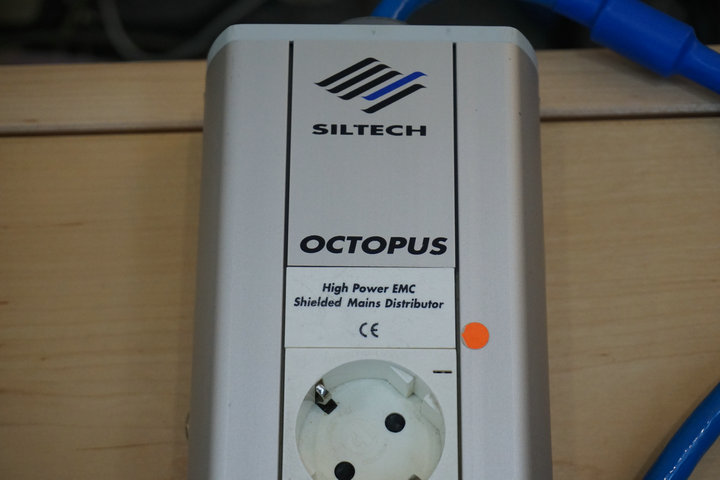 SILTECH
OCTOPUS
High Power EMC
Shielded Mains Distributor
CE